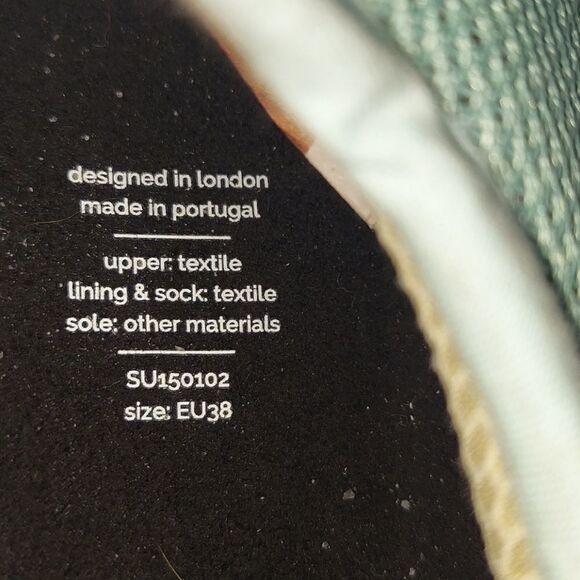 designed in london
made in portugal
upper: textile
lining & sock: textile
sole: other materials
SU150102
size: EU38